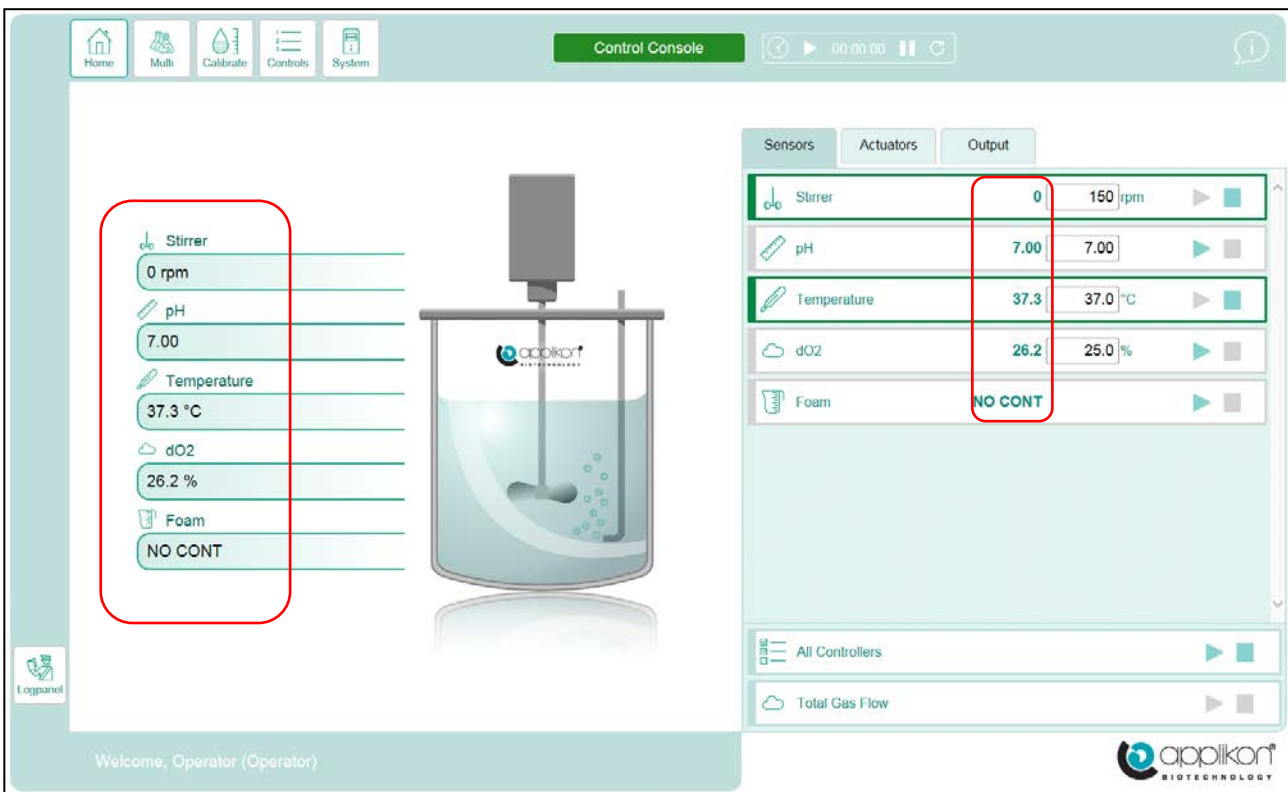 Home
Multi
Calibrate
Controls
System
Control Console
00:00:00
i
Sensors
Actuators
Output
Stirrer
0 rpm
pH
7.00
Temperature
37.3 °C
dO2
26.2 %
Foam
NO CONT
applikon
BIOTECHNOLOGY
Stirrer 0 150 rpm
pH 7.00 7.00
Temperature 37.3 37.0 °C
dO2 26.2 25.0 %
Foam NO CONT
All Controllers
Total Gas Flow
Logpanel
Welcome, Operator (Operator)
applikon®
BIOTECHNOLOGY